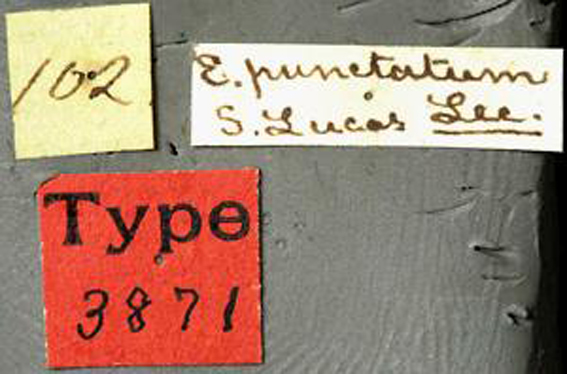 102
E. punctatum
S. Lucas Lec.
Type
3871